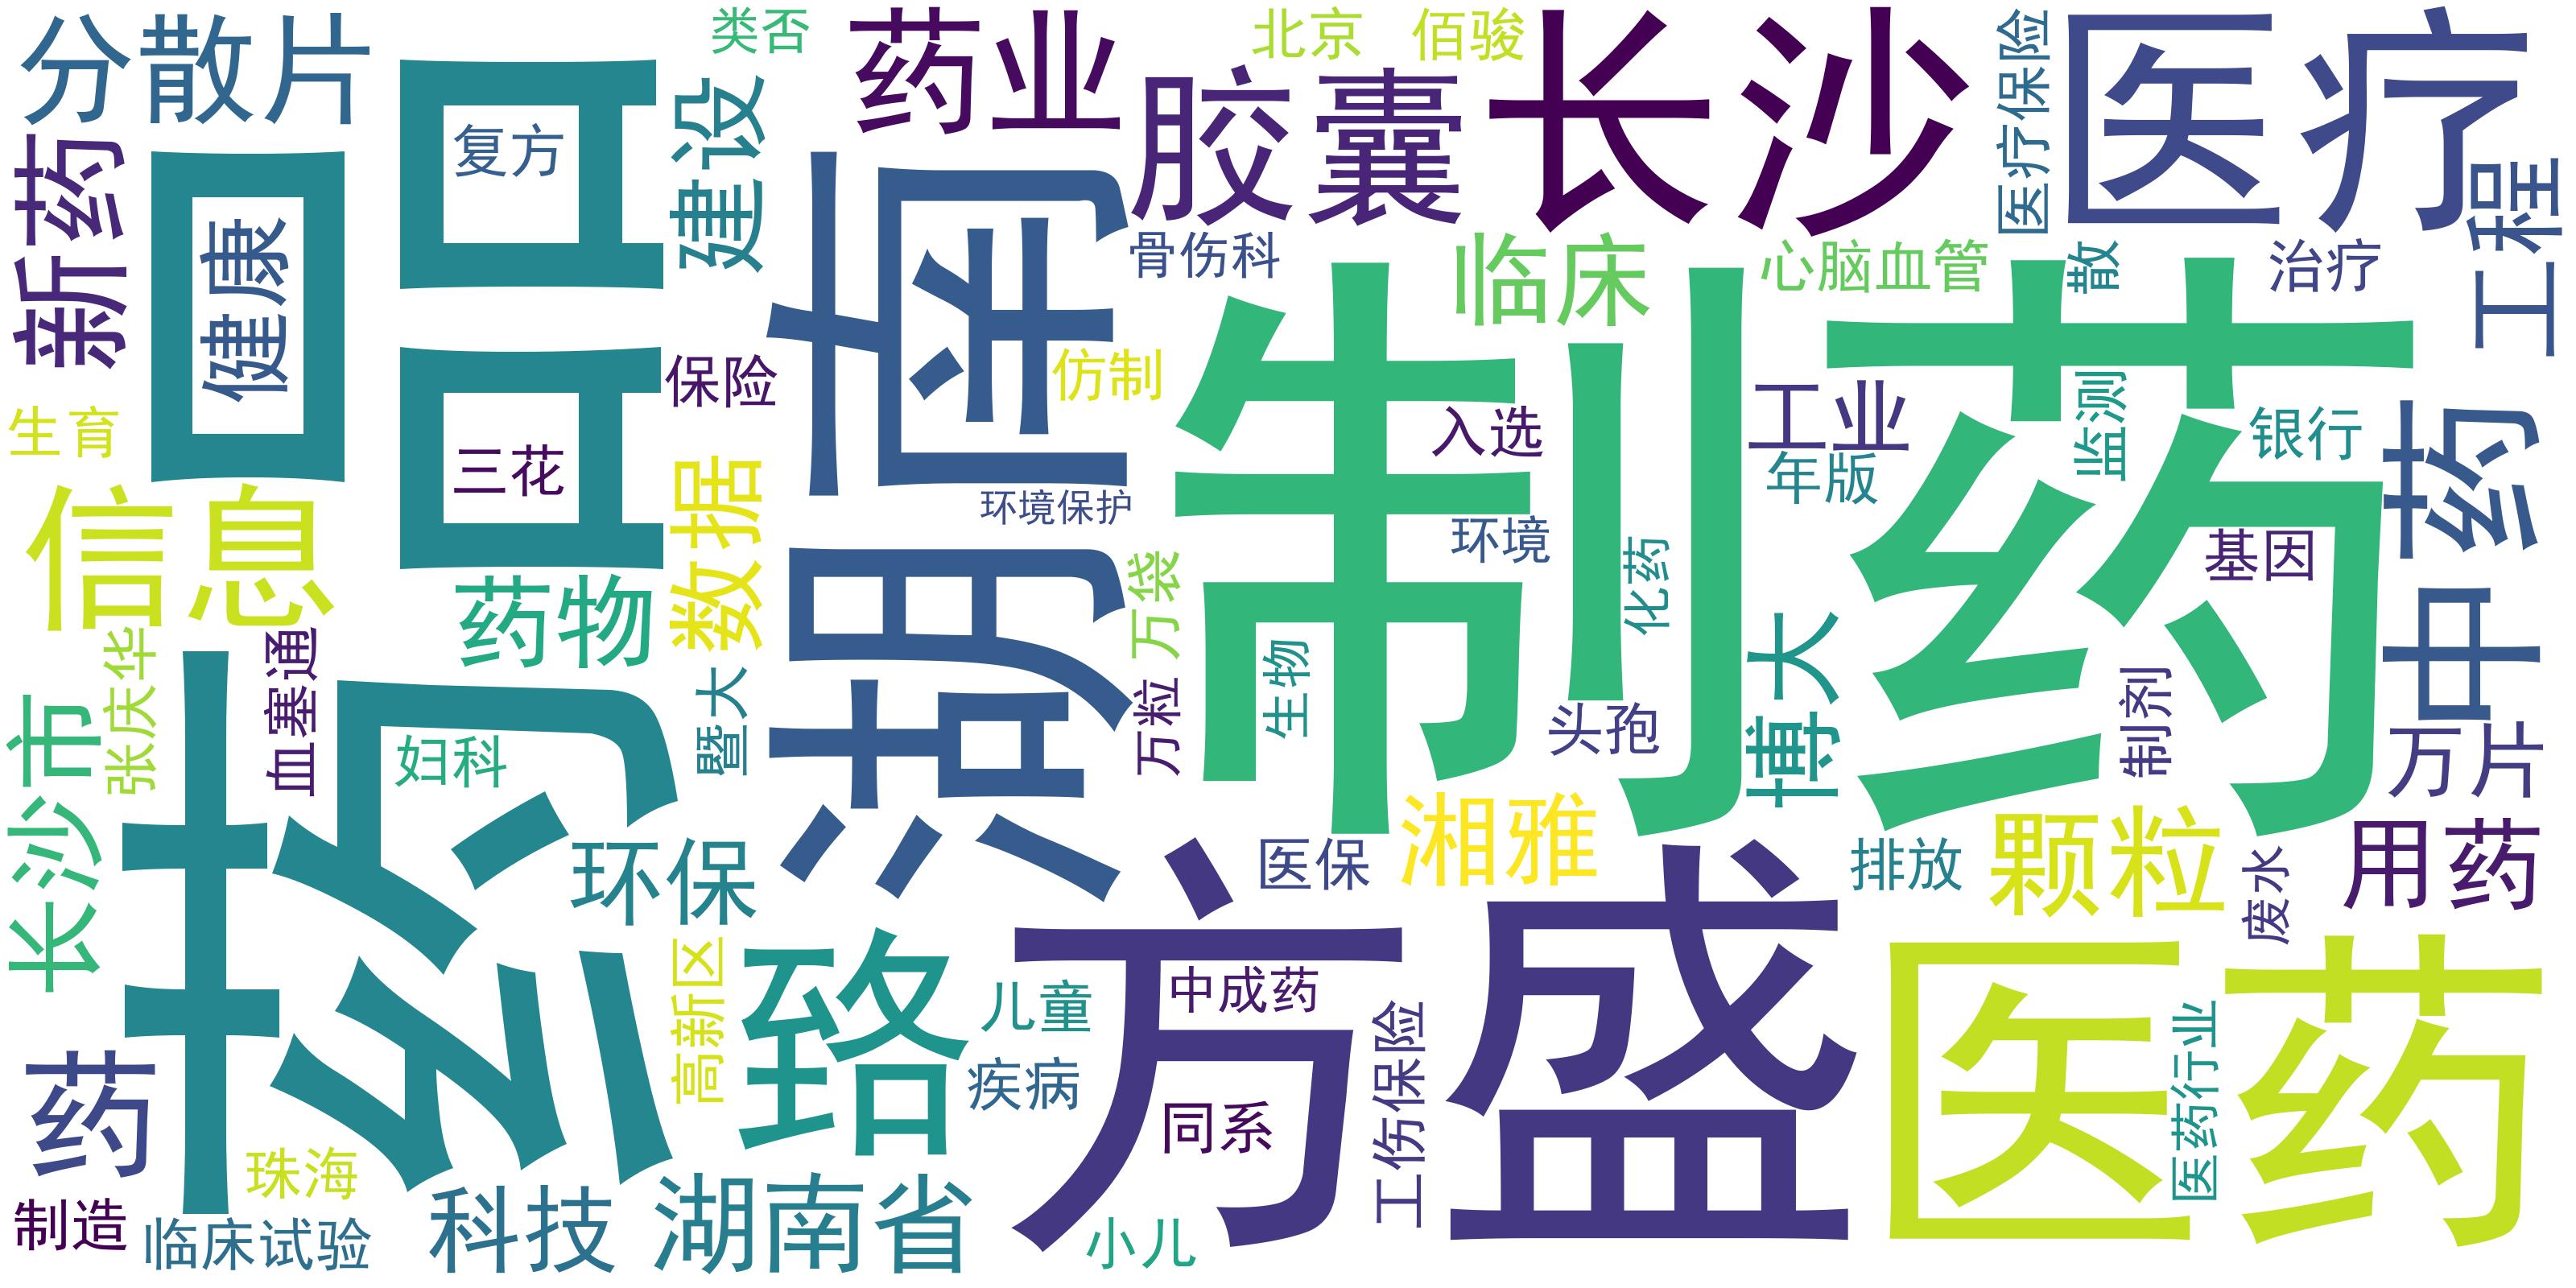 分散片
类否
药业
北京
佰骏
长沙
医疗保险
医疗
药品
复方
建设
胶囊
新药
健康
湖南
骨伤科
临床
心脑血管
散
治疗
工程
制药
保险
仿制
工业
监测
生育
三花
入选
年版
银行
中药
信息
数据
环境保护
环境
化药
基因
药物
万袋
长沙市
张庆华
血塞通
妇科
暨大
万粒
生物
头孢
博大
制剂
万片
环保
医保
湘雅
排放
颗粒
废水
用药
方盛
医药
高新区
珞
儿童
中成药
工伤保险
医药行业
药
疾病
同系
珠海
制造
临床试验
科技
湖南省
小儿